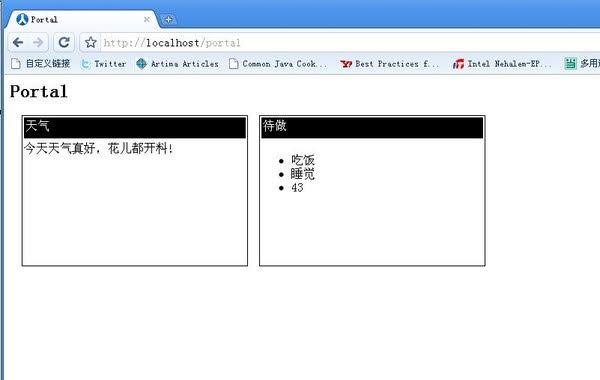 Portal
http://localhost/portal
自定义链接 Twitter Artima Articles Common Java Cook... Best Practices f... Intel Nehalem-EP... 多用
Portal
天气
今天天气真好，花儿都开料！
待做
吃饭
睡觉
43